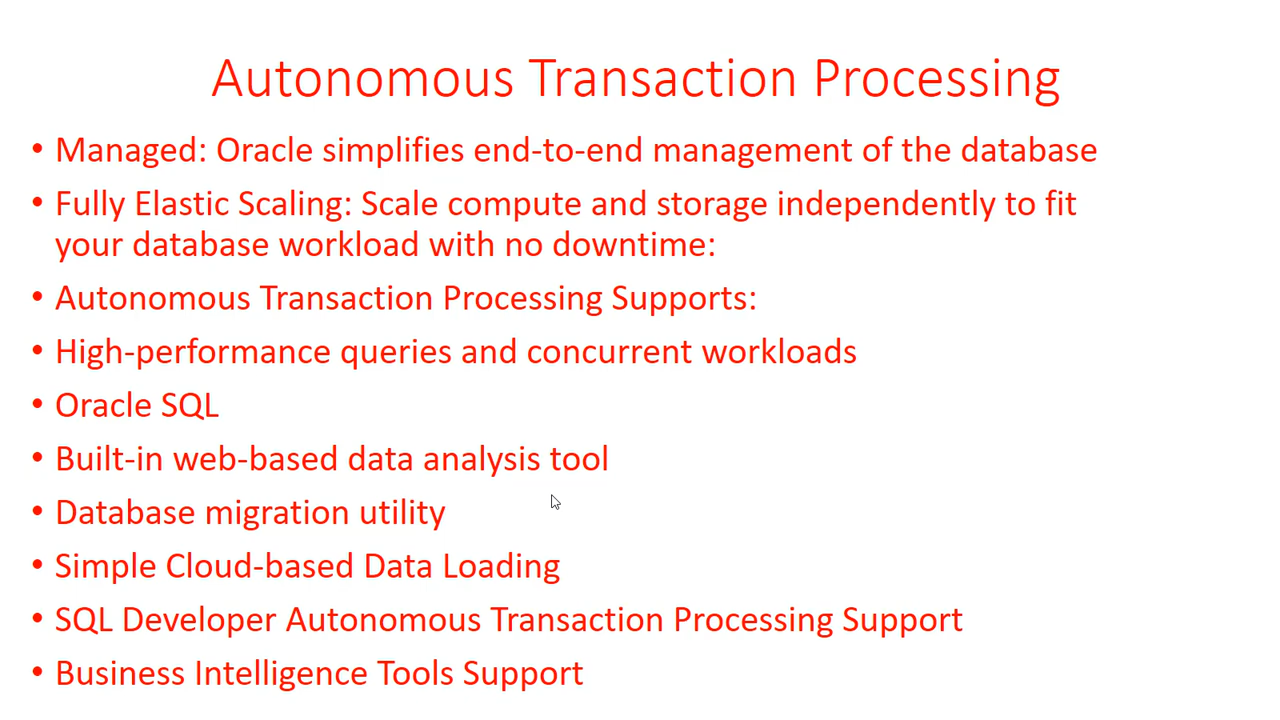 Autonomous Transaction Processing
• Managed: Oracle simplifies end-to-end management of the database
• Fully Elastic Scaling: Scale compute and storage independently to fit
your database workload with no downtime:
• Autonomous Transaction Processing Supports:
• High-performance queries and concurrent workloads
• Oracle SQL
• Built-in web-based data analysis tool
• Database migration utility
• Simple Cloud-based Data Loading
• SQL Developer Autonomous Transaction Processing Support
• Business Intelligence Tools Support